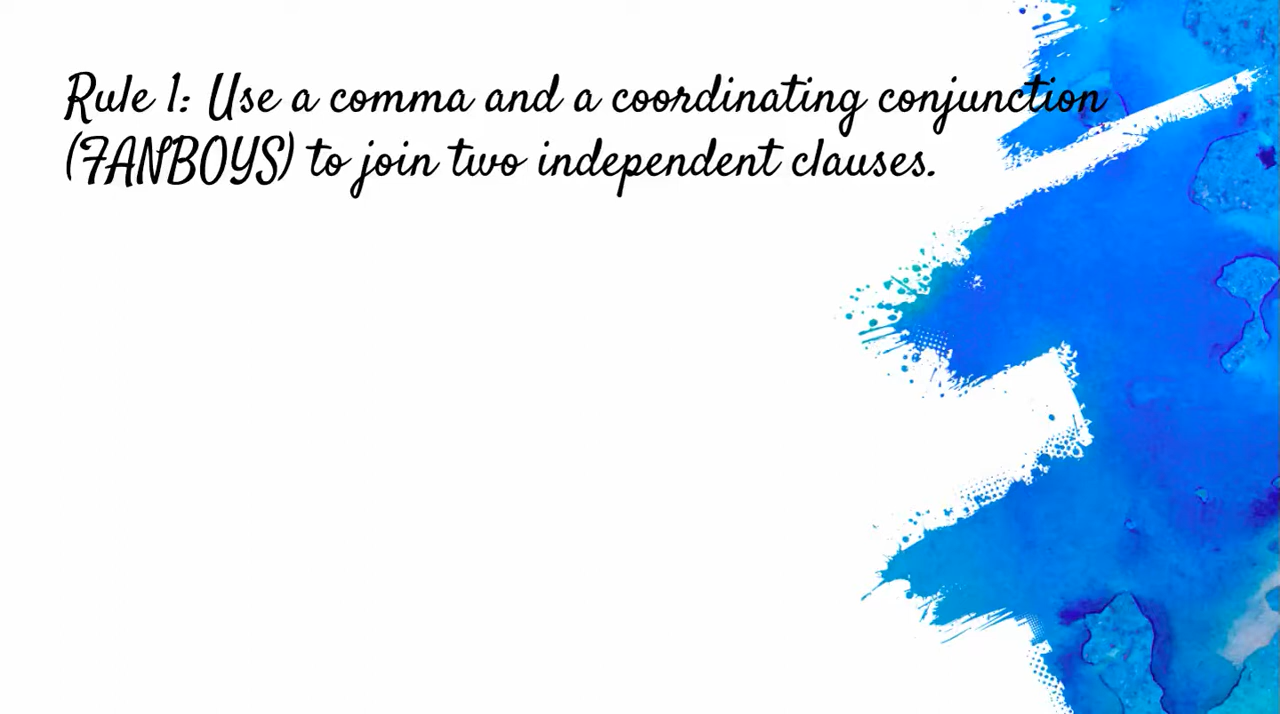 Rule 1: Use a comma and a coordinating conjunction
(FANBOYS) to join two independent clauses.